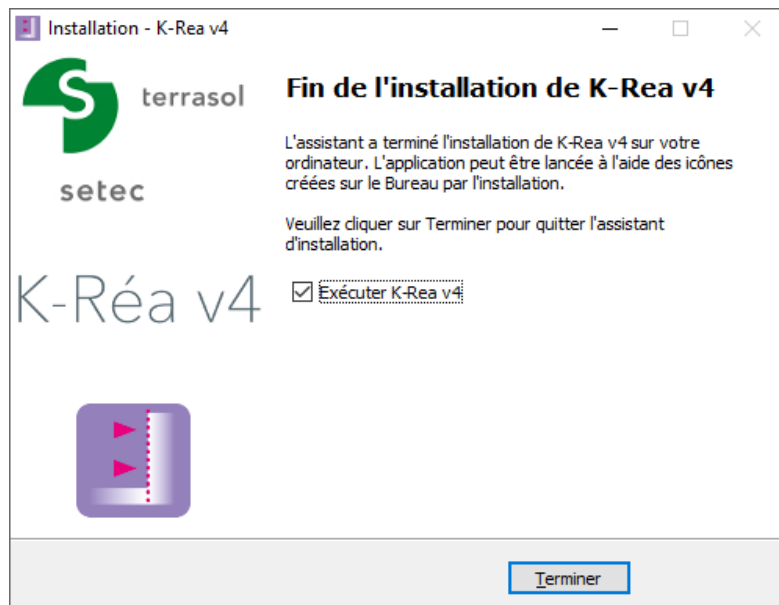 Installation - K-Rea v4
S
terrasol
setec
K-Réa v4
Fin de l'installation de K-Rea v4
L'assistant a terminé l'installation de K-Rea v4 sur votre
ordinateur. L'application peut être lancée à l'aide des icônes
créées sur le Bureau par l'installation.
Veuillez cliquer sur Terminer pour quitter l'assistant
d'installation.
Exécuter K-Rea v4
Terminer